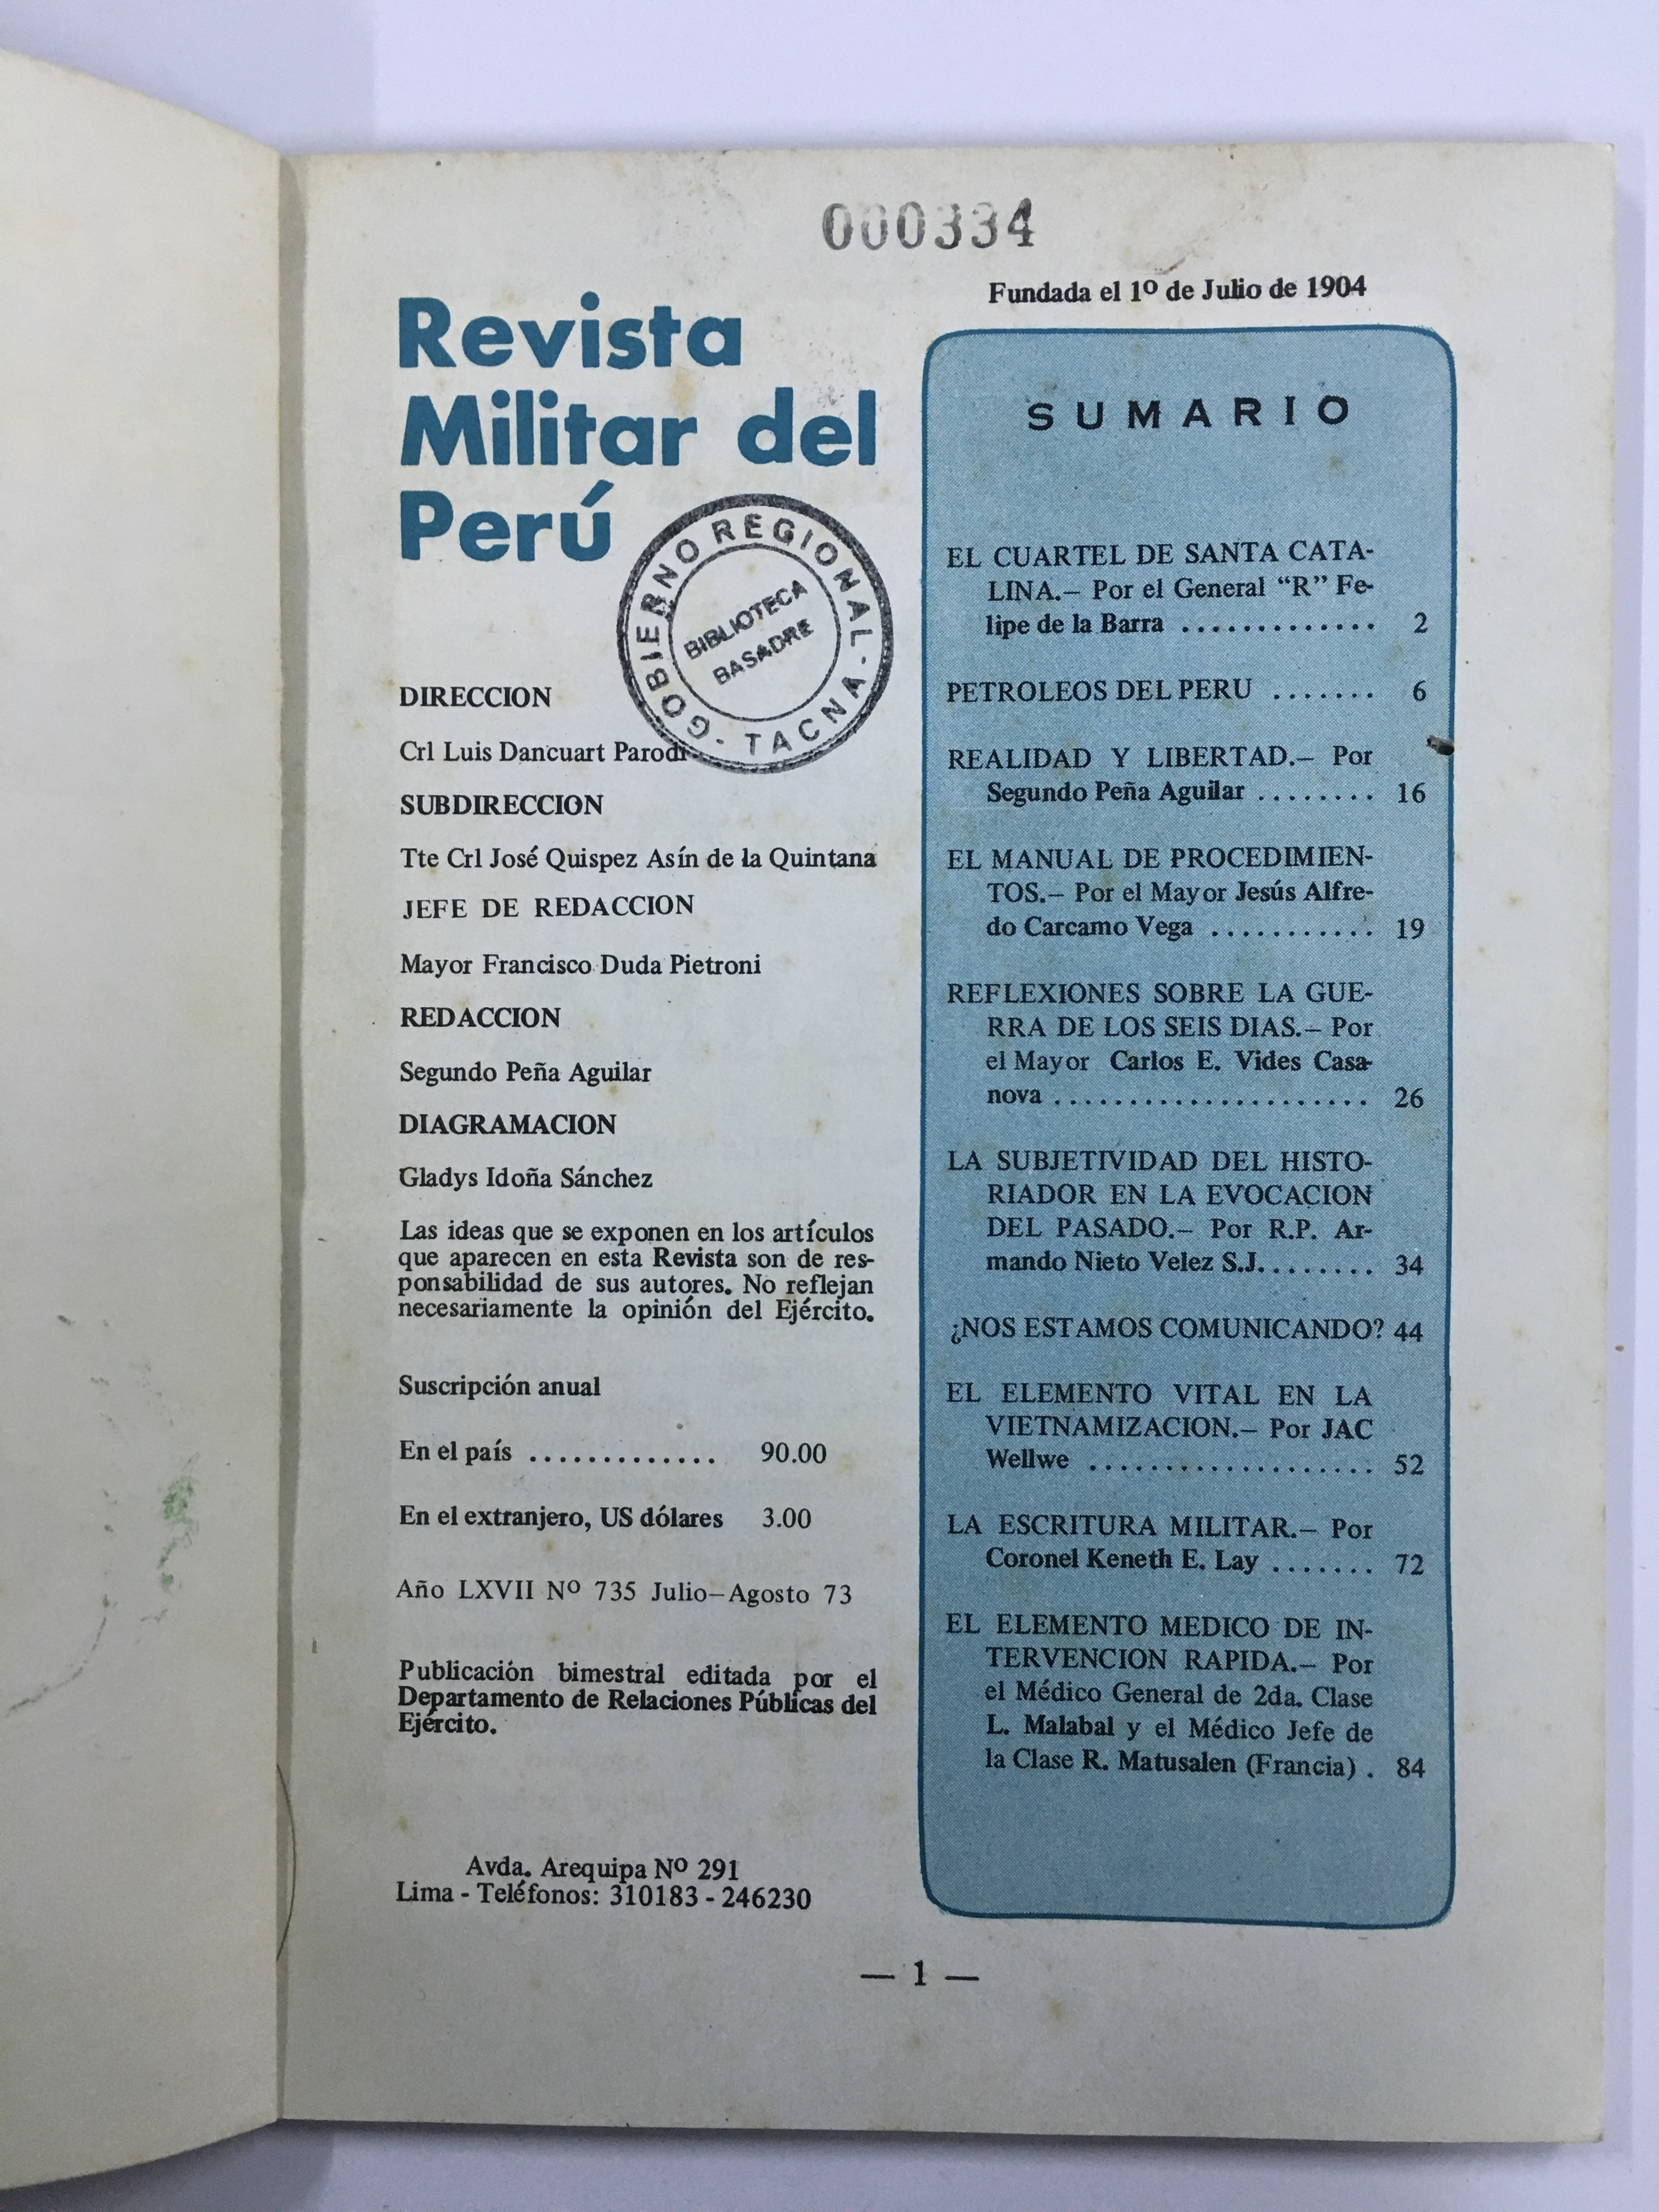 000334
Fundada el 1º de Julio de 1904
Revista
Militar del
Perú
GOBIERNO REGIONAL - TACNA -
BIBLIOTECA
BASADRE
DIRECCION
Crl Luis Dancuart Parodi
SUBDIRECCION
Tte Crl José Quispez Asín de la Quintana
JEFE DE REDACCION
Mayor Francisco Duda Pietroni
REDACCION
Segundo Peña Aguilar
DIAGRAMACION
Gladys Idoña Sánchez
Las ideas que se exponen en los artículos
que aparecen en esta Revista son de res-
ponsabilidad de sus autores. No reflejan
necesariamente la opinión del Ejército.
Suscripción anual
En el país ............. 90.00
En el extranjero, US dólares 3.00
Año LXVII Nº 735 Julio—Agosto 73
Publicación bimestral editada por el
Departamento de Relaciones Públicas del
Ejército.
Avda. Arequipa Nº 291
Lima - Teléfonos: 310183 - 246230
SUMARIO
EL CUARTEL DE SANTA CATA-
LINA.— Por el General "R" Fe-
lipe de la Barra ............. 2
PETROLEOS DEL PERU ....... 6
REALIDAD Y LIBERTAD.— Por
Segundo Peña Aguilar ........ 16
EL MANUAL DE PROCEDIMIEN-
TOS.— Por el Mayor Jesús Alfre-
do Carcamo Vega ........... 19
REFLEXIONES SOBRE LA GUE-
RRA DE LOS SEIS DIAS.— Por
el Mayor Carlos E. Vides Casa-
nova ..................... 26
LA SUBJETIVIDAD DEL HISTO-
RIADOR EN LA EVOCACION
DEL PASADO.— Por R.P. Ar-
mando Nieto Velez S.J........ 34
¿NOS ESTAMOS COMUNICANDO? 44
EL ELEMENTO VITAL EN LA
VIETNAMIZACION.— Por JAC
Wellwe ................... 52
LA ESCRITURA MILITAR.— Por
Coronel Keneth E. Lay ....... 72
EL ELEMENTO MEDICO DE IN-
TERVENCION RAPIDA.— Por
el Médico General de 2da. Clase
L. Malabal y el Médico Jefe de
la Clase R. Matusalen (Francia) . 84
— 1 —